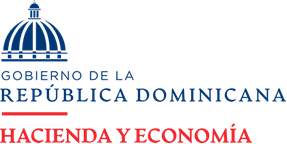 GOBIERNO DE LA
REPÚBLICA DOMINICANA
HACIENDA Y ECONOMÍA